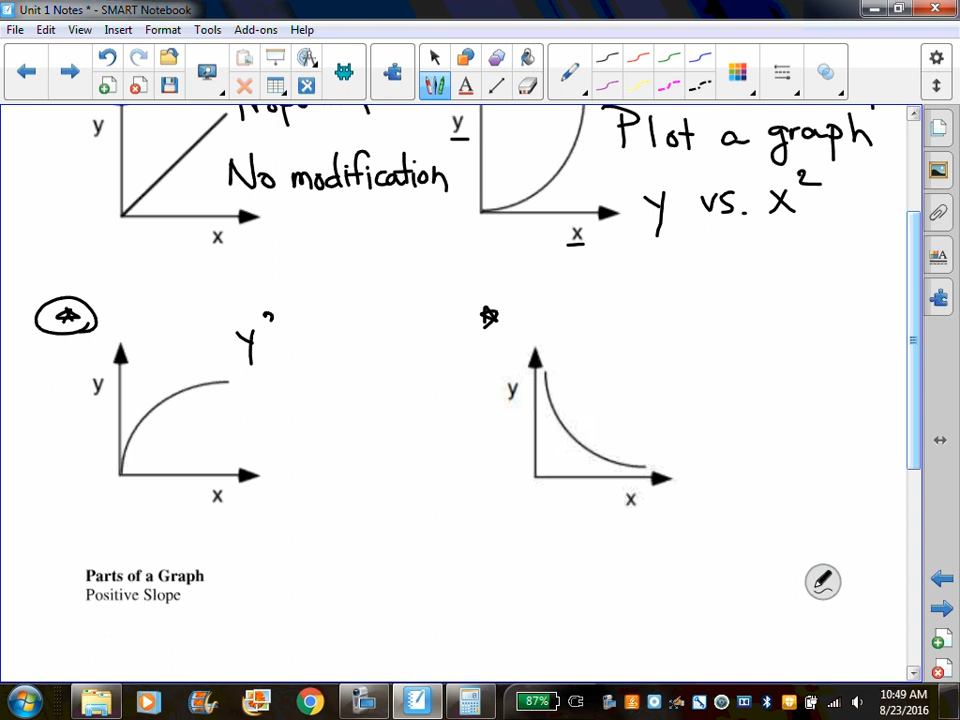 Unit 1 Notes * - SMART Notebook
File Edit View Insert Format Tools Add-ons Help
y
No modification
x
y
x
Plot a graph
y vs. x²
y
y
x
y
x
Parts of a Graph
Positive Slope
87%
10:49 AM
8/23/2016